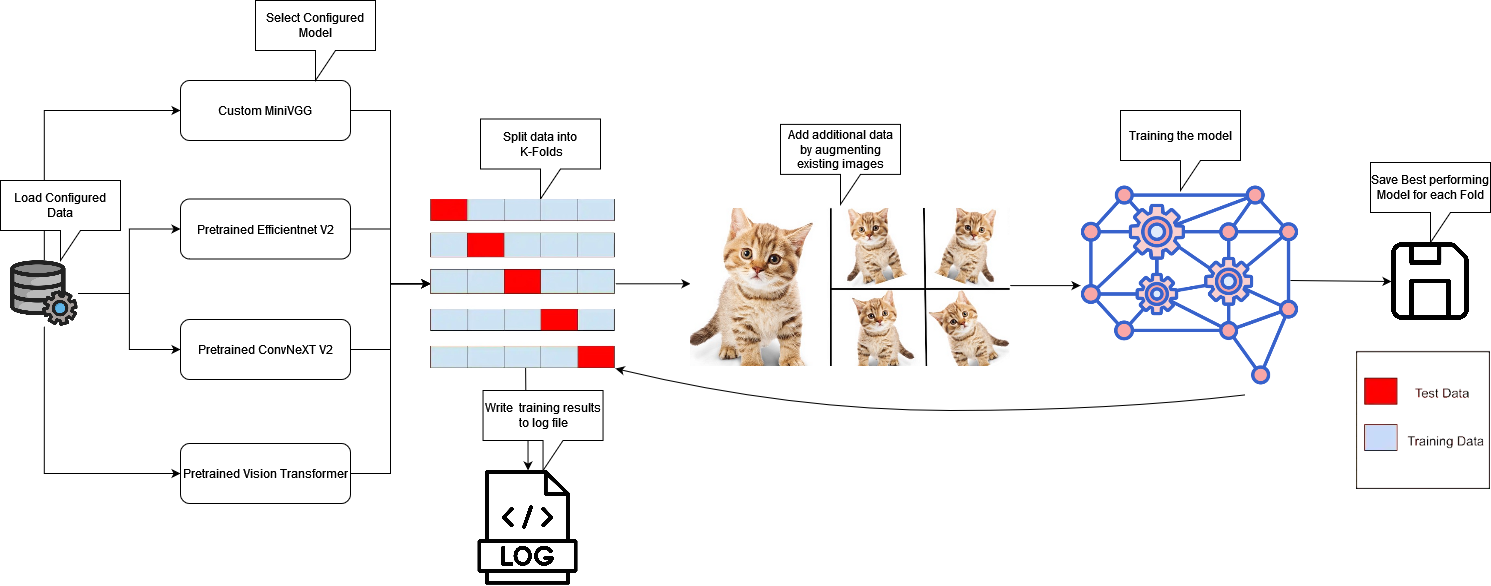 Select Configured
Model
Custom MiniVGG
Load Configured
Data
Pretrained Efficientnet V2
Pretrained ConvNeXT V2
Pretrained Vision Transformer
Split data into
K-Folds
Write  training results
to log file
</>
LOG
Add additional data
by augmenting
existing images
Training the model
Save Best performing
Model for each Fold
Test Data
Training Data